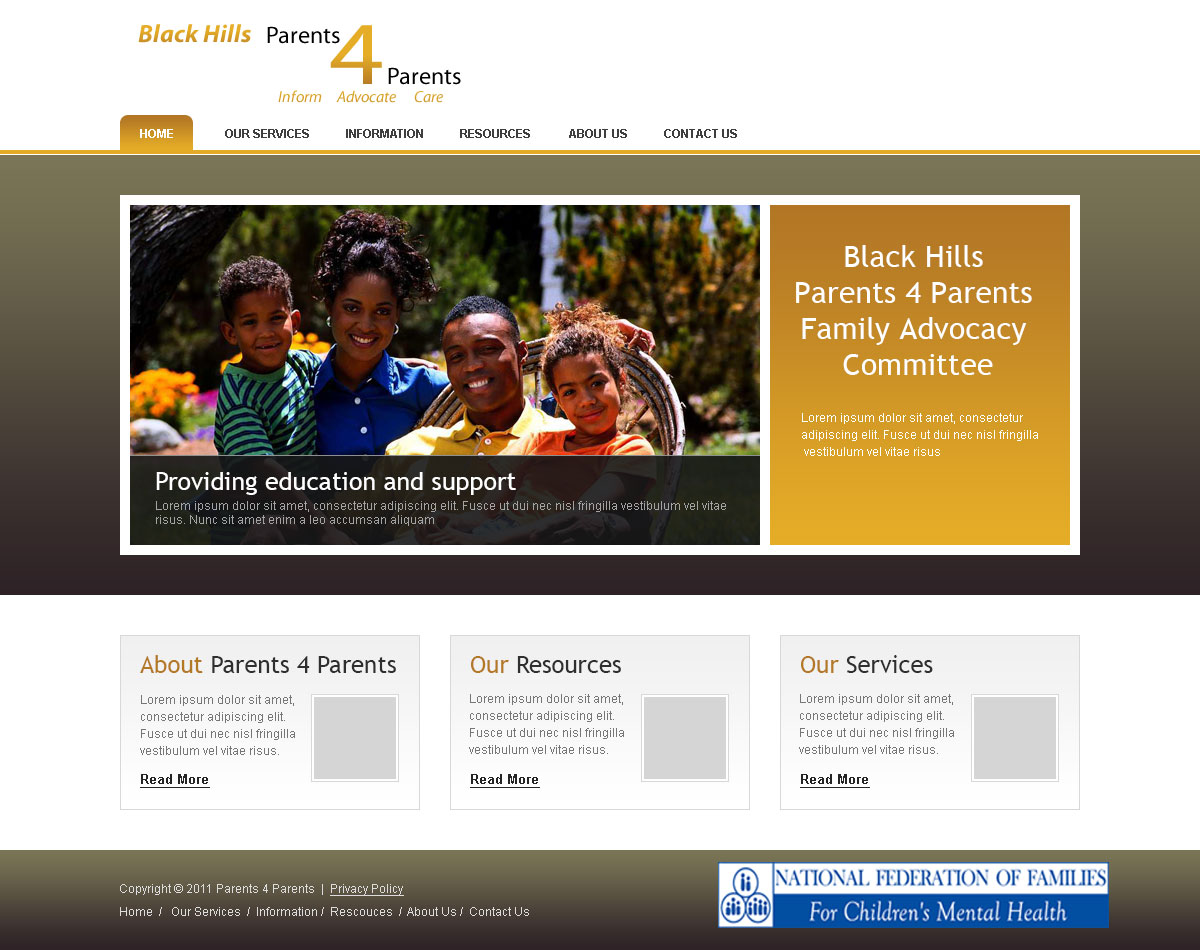 Black Hills Parents 4 Parents
Inform Advocate Care
HOME OUR SERVICES INFORMATION RESOURCES ABOUT US CONTACT US
Providing education and support
Lorem ipsum dolor sit amet, consectetur adipiscing elit. Fusce ut dui nec nisl fringilla vestibulum vel vitae
risus. Nunc sit amet enim a leo accumsan aliquam
Black Hills
Parents 4 Parents
Family Advocacy
Committee
Lorem ipsum dolor sit amet, consectetur
adipiscing elit. Fusce ut dui nec nisl fringilla
vestibulum vel vitae risus
About Parents 4 Parents
Lorem ipsum dolor sit amet,
consectetur adipiscing elit.
Fusce ut dui nec nisl fringilla
vestibulum vel vitae risus.
Read More
Our Resources
Lorem ipsum dolor sit amet,
consectetur adipiscing elit.
Fusce ut dui nec nisl fringilla
vestibulum vel vitae risus.
Read More
Our Services
Lorem ipsum dolor sit amet,
consectetur adipiscing elit.
Fusce ut dui nec nisl fringilla
vestibulum vel vitae risus.
Read More
Copyright © 2011 Parents 4 Parents | Privacy Policy
Home / Our Services / Information / Rescouces / About Us / Contact Us
NATIONAL FEDERATION OF FAMILIES
For Children's Mental Health